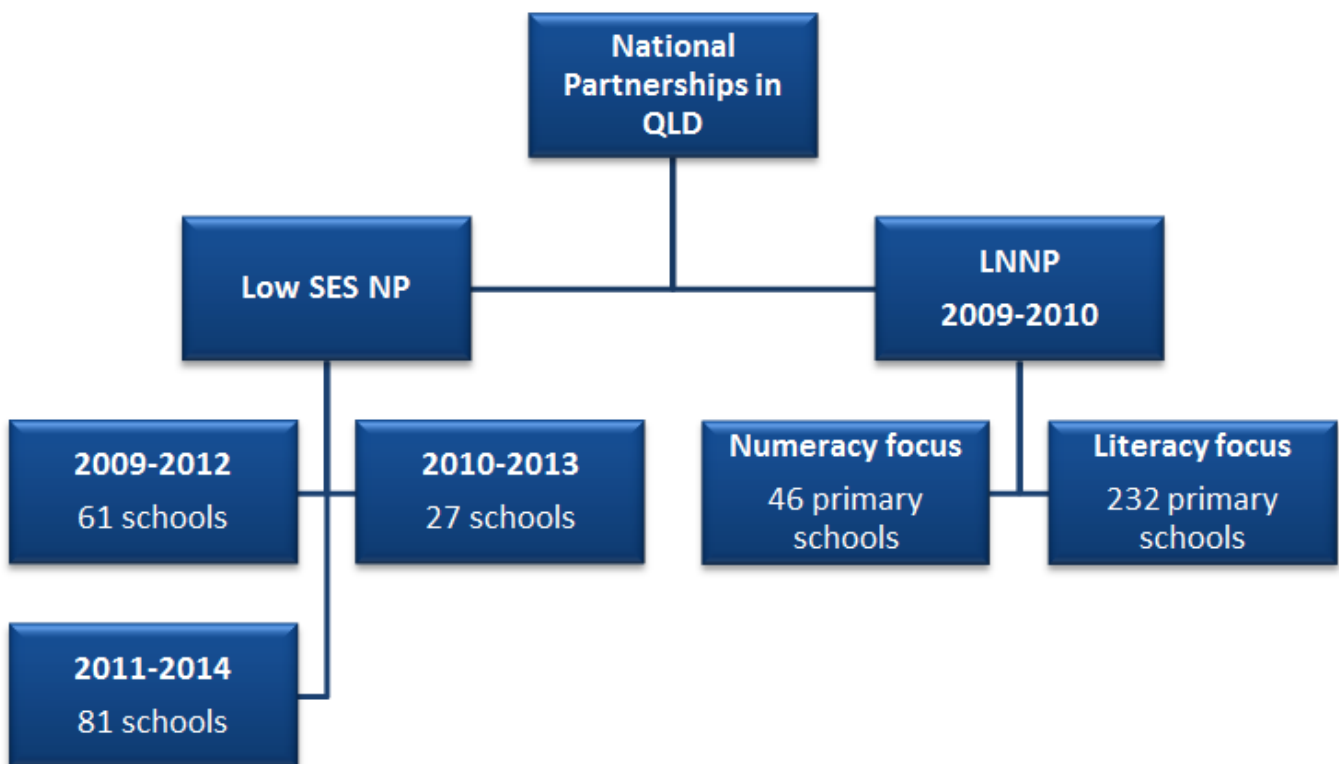 National
Partnerships in
QLD
Low SES NP
LNNP
2009-2010
2009-2012
61 schools
2010-2013
27 schools
Numeracy focus
46 primary
schools
Literacy focus
232 primary
schools
2011-2014
81 schools